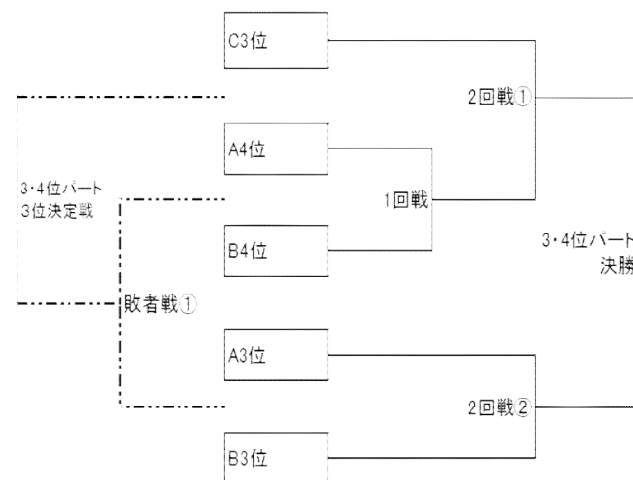 C3位
2回戦①
A4位
3・4位パート
3位決定戦
1回戦
B4位
3・4位パート
決勝
敗者戦①
A3位
2回戦②
B3位